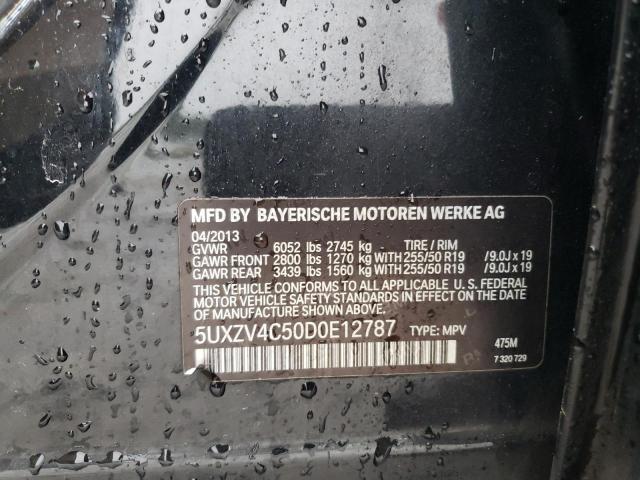 MFD BY BAYERISCHE MOTOREN WERKE AG
04/2013
GVWR 6052 lbs 2745 kg TIRE / RIM
GAWR FRONT 2800 lbs 1270 kg WITH 255/50 R19 /9.0J x 19
GAWR REAR 3439 lbs 1560 kg WITH 255/50 R19 /9.0J x 19
THIS VEHICLE CONFORMS TO ALL APPLICABLE U. S. FEDERAL
MOTOR VEHICLE SAFETY STANDARDS IN EFFECT ON THE DATE
OF MANUFACTURE SHOWN ABOVE.
5UXZV4C50D0E12787 TYPE: MPV
475M
7 320 729